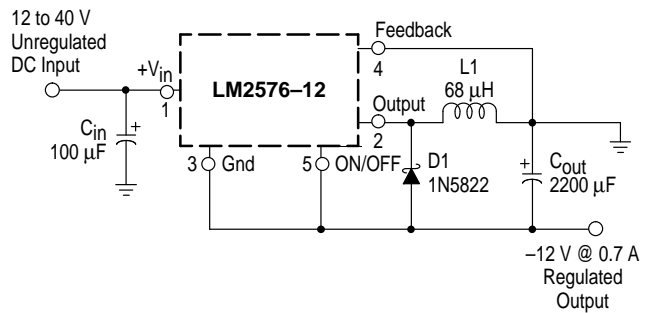 12 to 40 V
Unregulated
DC Input
+Vin
1
Cin
100 μF
+
LM2576–12
Feedback
4
Output
2
L1
68 μH
3 Gnd
5 ON/OFF
D1
1N5822
+
Cout
2200 μF
–12 V @ 0.7 A
Regulated
Output